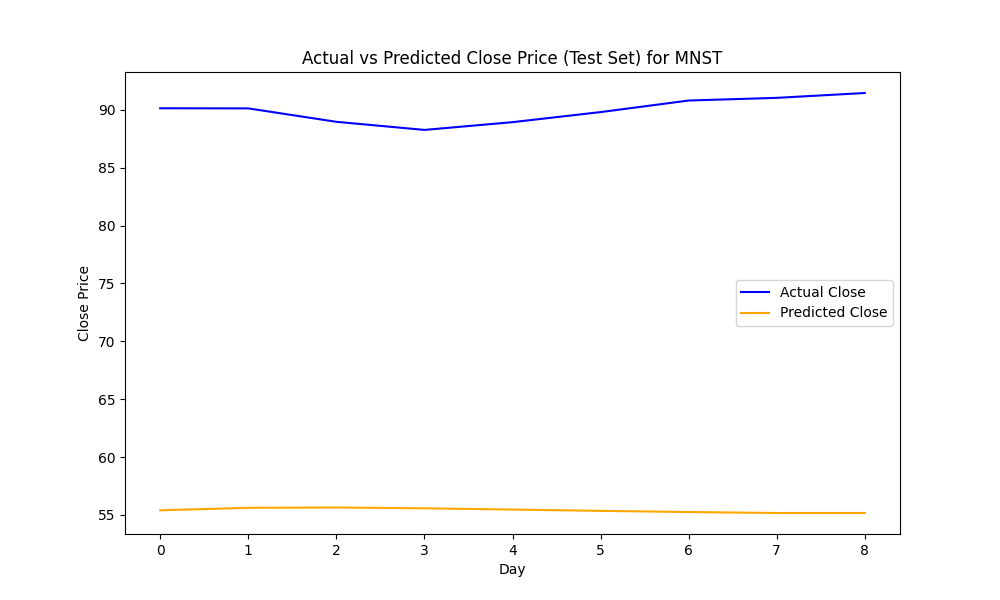 Actual vs Predicted Close Price (Test Set) for MNST
Close Price
90
85
80
75
70
65
60
55
Actual Close
Predicted Close
0 1 2 3 4 5 6 7 8
Day